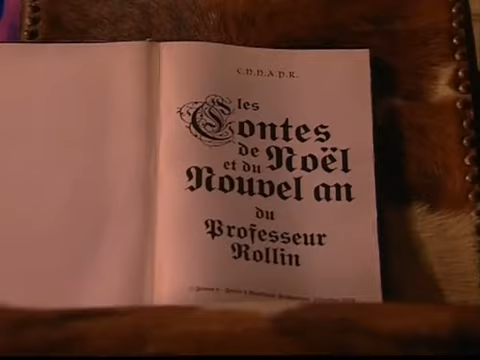 C.N.N.A.P.R.
les
Contes
de Noël
et du
Nouvel an
du
Professeur
Rollin